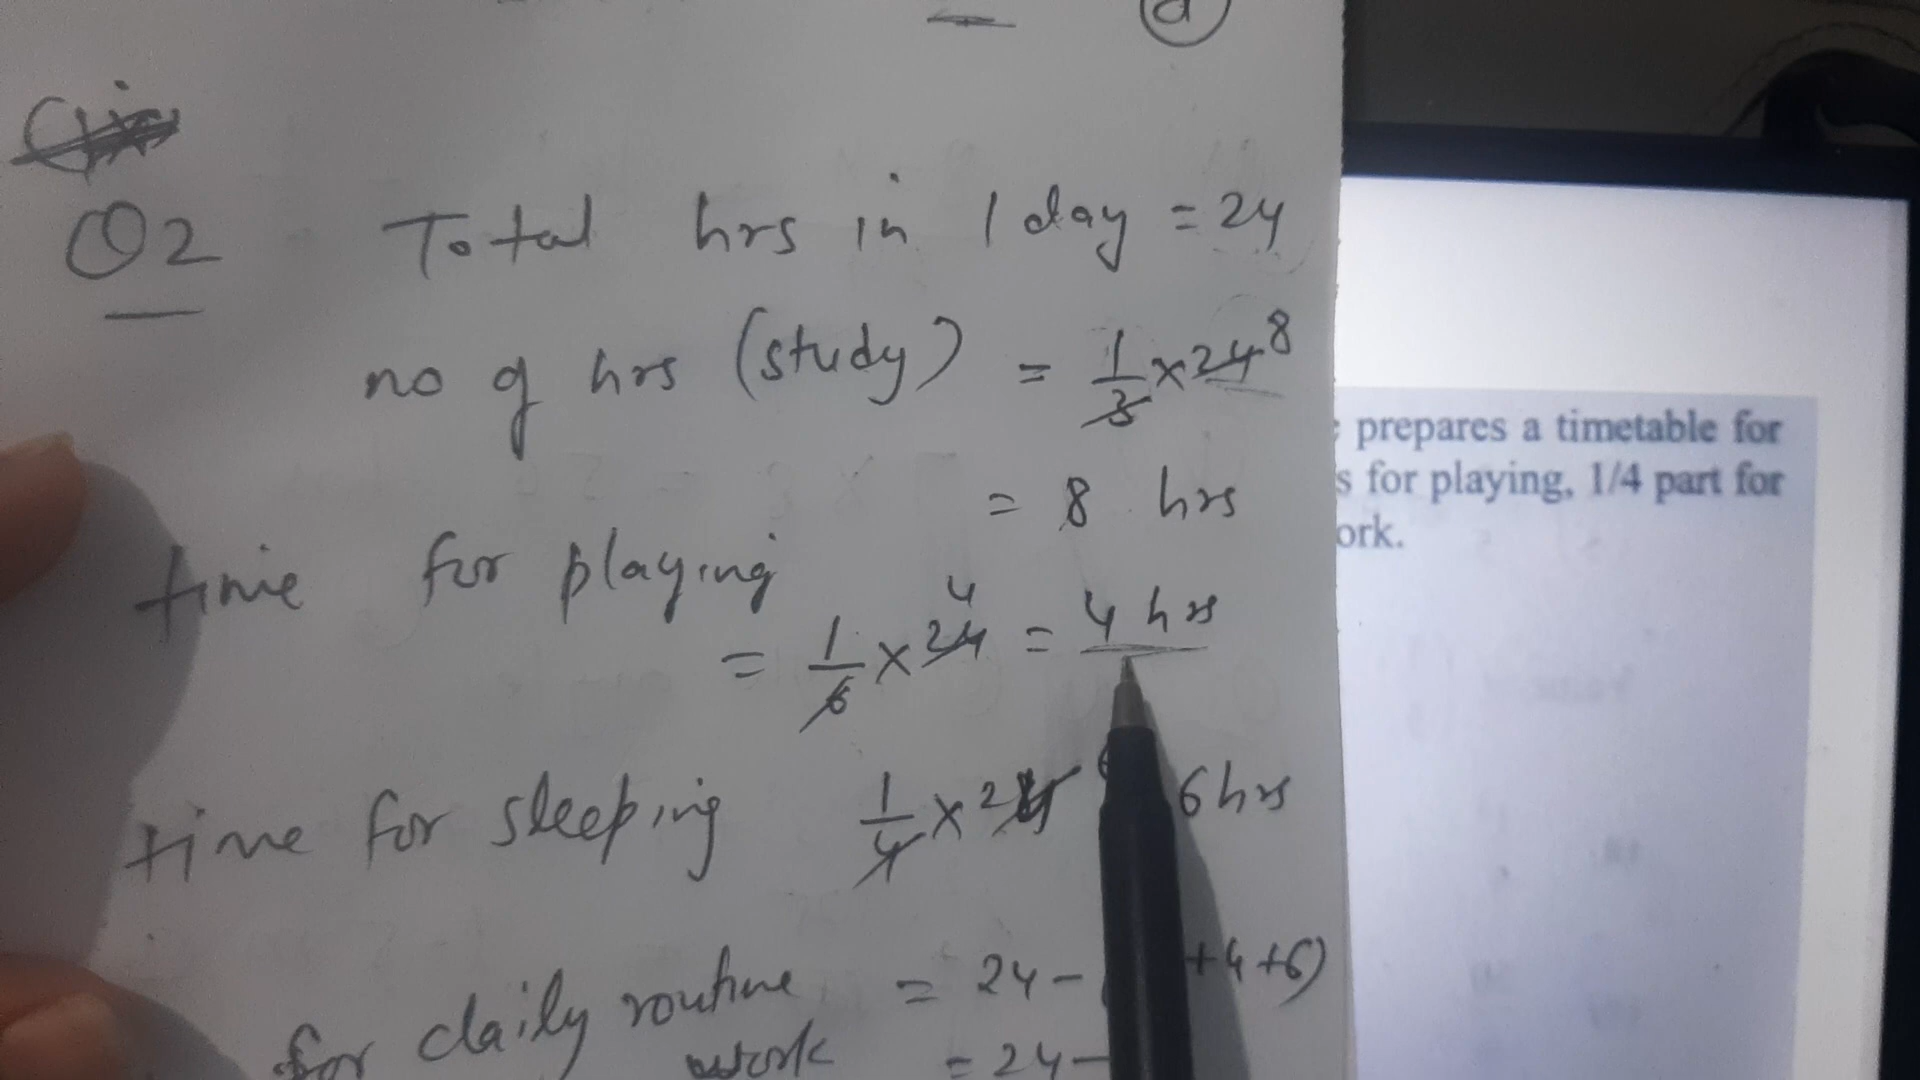 d
Q2 Total hrs in 1 day = 24
no of hrs (study) = 1/3 x 24 8
= 8 hrs
time for playing
= 1/6 x 24 4 = 4 hrs
time for sleeping 1/4 x 24 6 hrs
for daily routine = 24 - +4+6)
work = 24 -
prepares a timetable for
s for playing, 1/4 part for
ork.